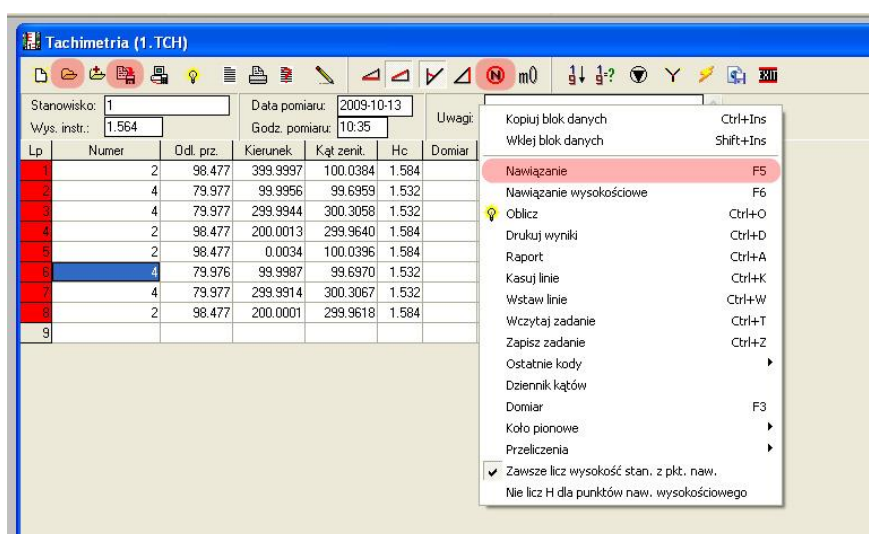 Tachimetria (1.TCH)
Stanowisko: 1 Data pomiaru: 2009-10-13 Uwagi:
Wys. instr.: 1.564 Godz. pomiaru: 10:35
Lp Numer Odl. prz. Kierunek Kąt zenit. Hc Domiar
1 2 98.477 399.9997 100.0384 1.584
2 4 79.977 99.9956 99.6959 1.532
3 4 79.977 299.9944 300.3058 1.532
4 2 98.477 200.0013 299.9640 1.584
5 2 98.477 0.0034 100.0396 1.584
6 4 79.976 99.9987 99.6970 1.532
7 4 79.977 299.9914 300.3067 1.532
8 2 98.477 200.0001 299.9618 1.584
9
Kopiuj blok danych Ctrl+Ins
Wklej blok danych Shift+Ins
Nawiązanie F5
Nawiązanie wysokościowe F6
Oblicz Ctrl+O
Drukuj wyniki Ctrl+D
Raport Ctrl+A
Kasuj linie Ctrl+K
Wstaw linie Ctrl+W
Wczytaj zadanie Ctrl+T
Zapisz zadanie Ctrl+Z
Ostatnie kody
Dziennik kątów
Domiar F3
Koło pionowe
Przeliczenia
Zawsze licz wysokość stan. z pkt. naw.
Nie licz H dla punktów naw. wysokościowego